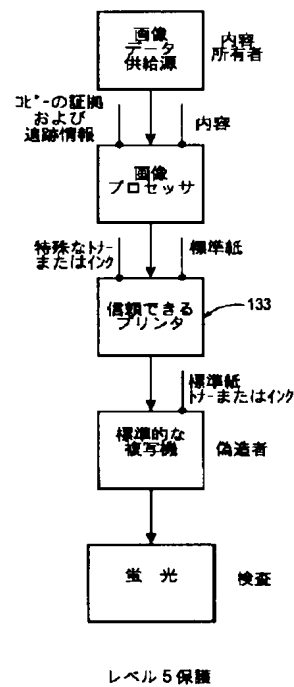 画像
データ
供給源
内容
所有者
コピーの証拠
および
追跡情報
内容
画像
プロセッサ
特殊なトナー
またはインク
標準紙
信頼できる
プリンタ
133
標準紙
トナーまたはインク
標準的な
複写機
偽造者
蛍 光
検査
レベル5保護